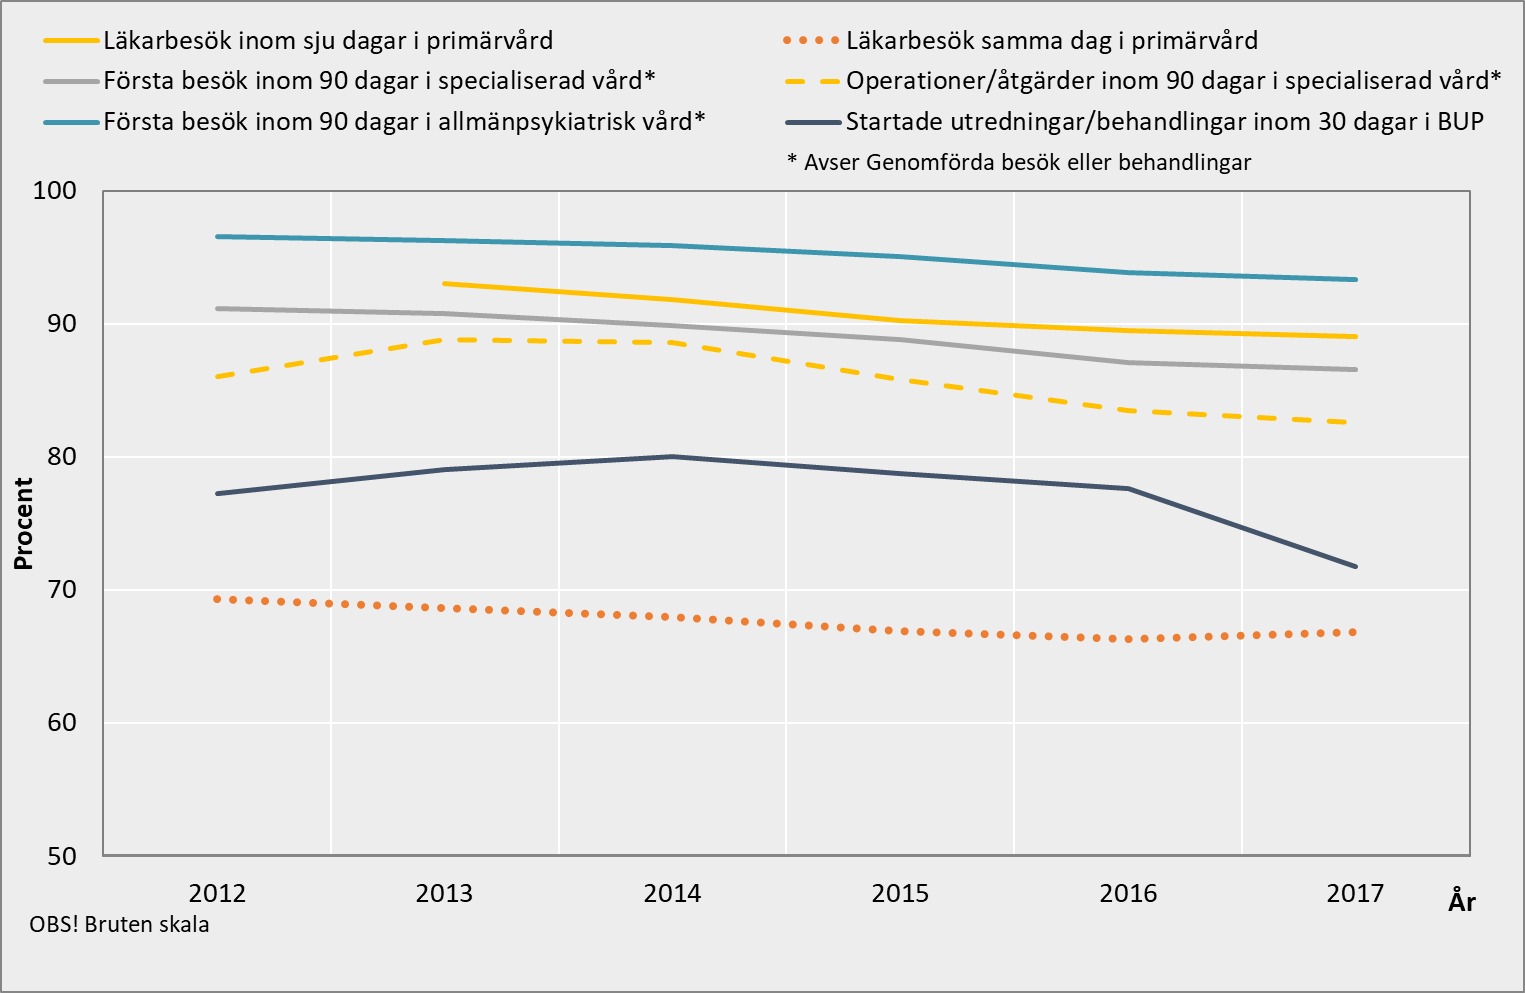 Läkarbesök inom sju dagar i primärvård
Läkarbesök samma dag i primärvård
Första besök inom 90 dagar i specialiserad vård*
Operationer/åtgärder inom 90 dagar i specialiserad vård*
Första besök inom 90 dagar i allmänpsykiatrisk vård*
Startade utredningar/behandlingar inom 30 dagar i BUP
* Avser Genomförda besök eller behandlingar
100
90
80
70
60
50
Procent
2012
2013
2014
2015
2016
2017
År
OBS! Bruten skala